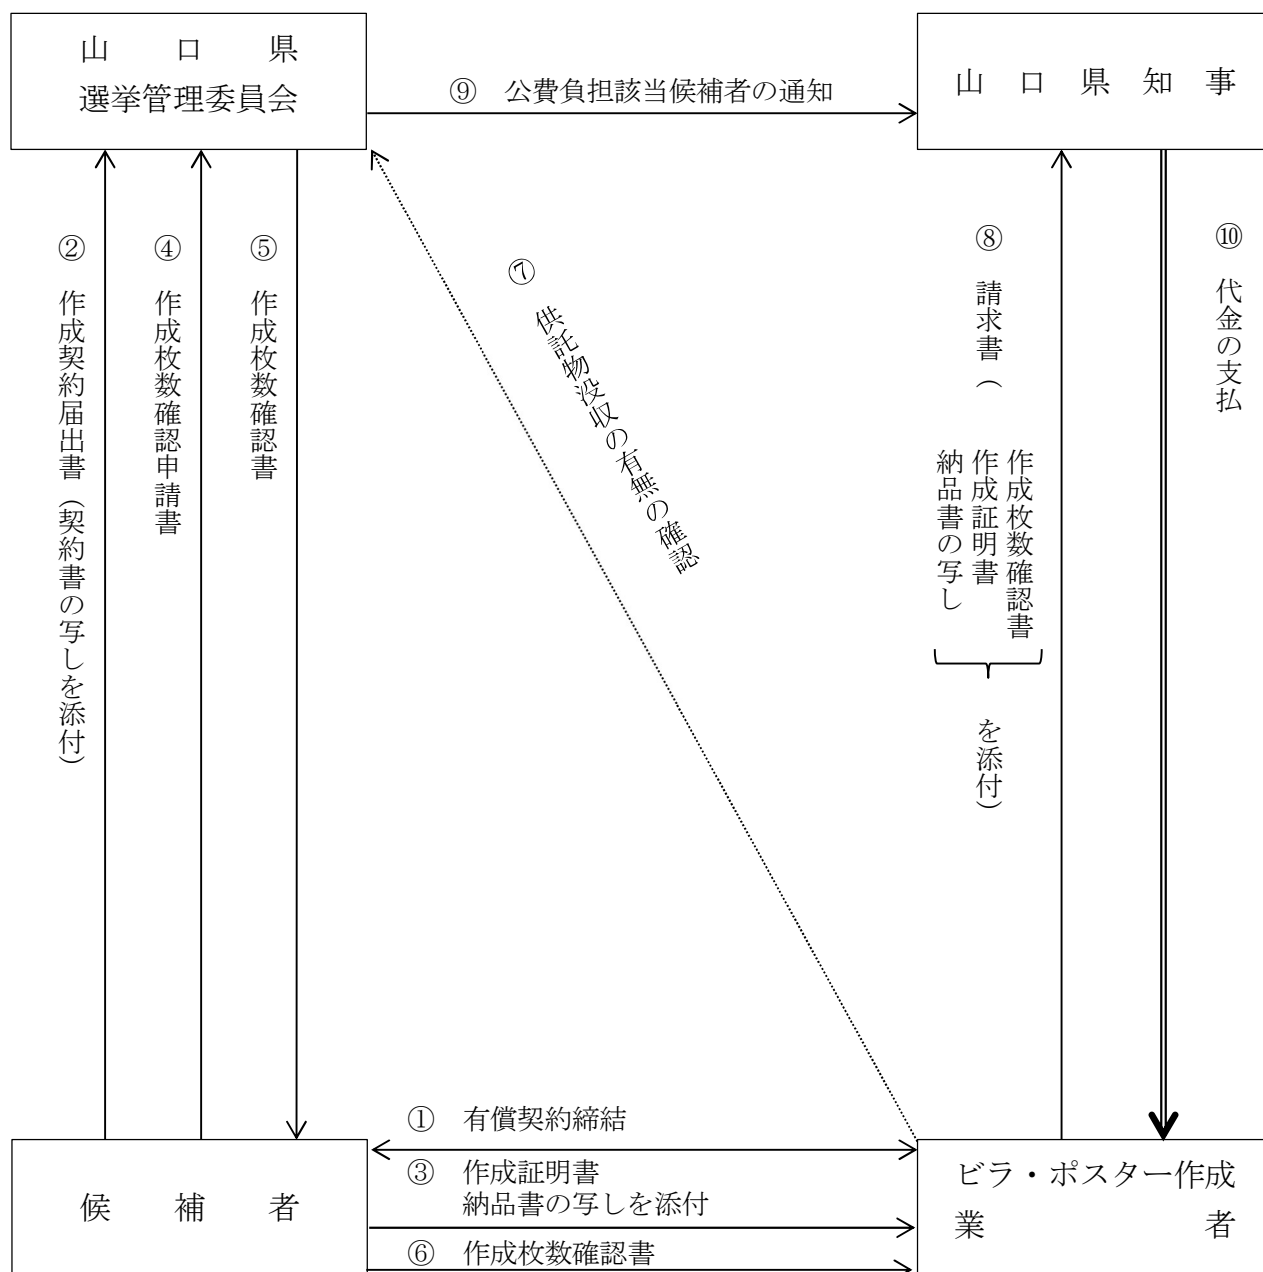 山口県
選挙管理委員会
⑨ 公費負担該当候補者の通知
山口県知事
② 作成契約届出書（契約書の写しを添付）
④ 作成枚数確認申請書
⑤ 作成枚数確認書
⑦ 供託物没収の有無の確認
⑧ 請求書（
作成枚数確認書
作成証明書
納品書の写し
を添付）
⑩ 代金の支払
① 有償契約締結
③ 作成証明書
納品書の写しを添付
⑥ 作成枚数確認書
候補者
ビラ・ポスター作成
業者